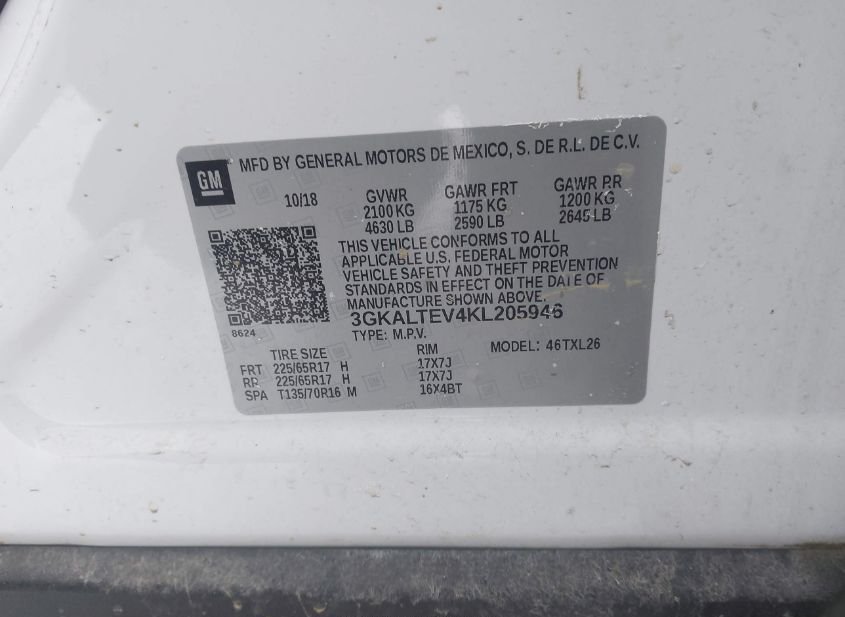 GM
MFD BY GENERAL MOTORS DE MEXICO, S. DE R.L. DE C.V.
10/18 GVWR GAWR FRT GAWR RR
2100 KG 1175 KG 1200 KG
4630 LB 2590 LB 2645 LB
THIS VEHICLE CONFORMS TO ALL
APPLICABLE U.S. FEDERAL MOTOR
VEHICLE SAFETY AND THEFT PREVENTION
STANDARDS IN EFFECT ON THE DATE OF
MANUFACTURE SHOWN ABOVE.
8624
3GKALTEV4KL205946
TYPE: M.P.V.
TIRE SIZE RIM MODEL: 46TXL26
FRT 225/65R17 H 17X7J
RR 225/65R17 H 17X7J
SPA T135/70R16 M 16X4BT